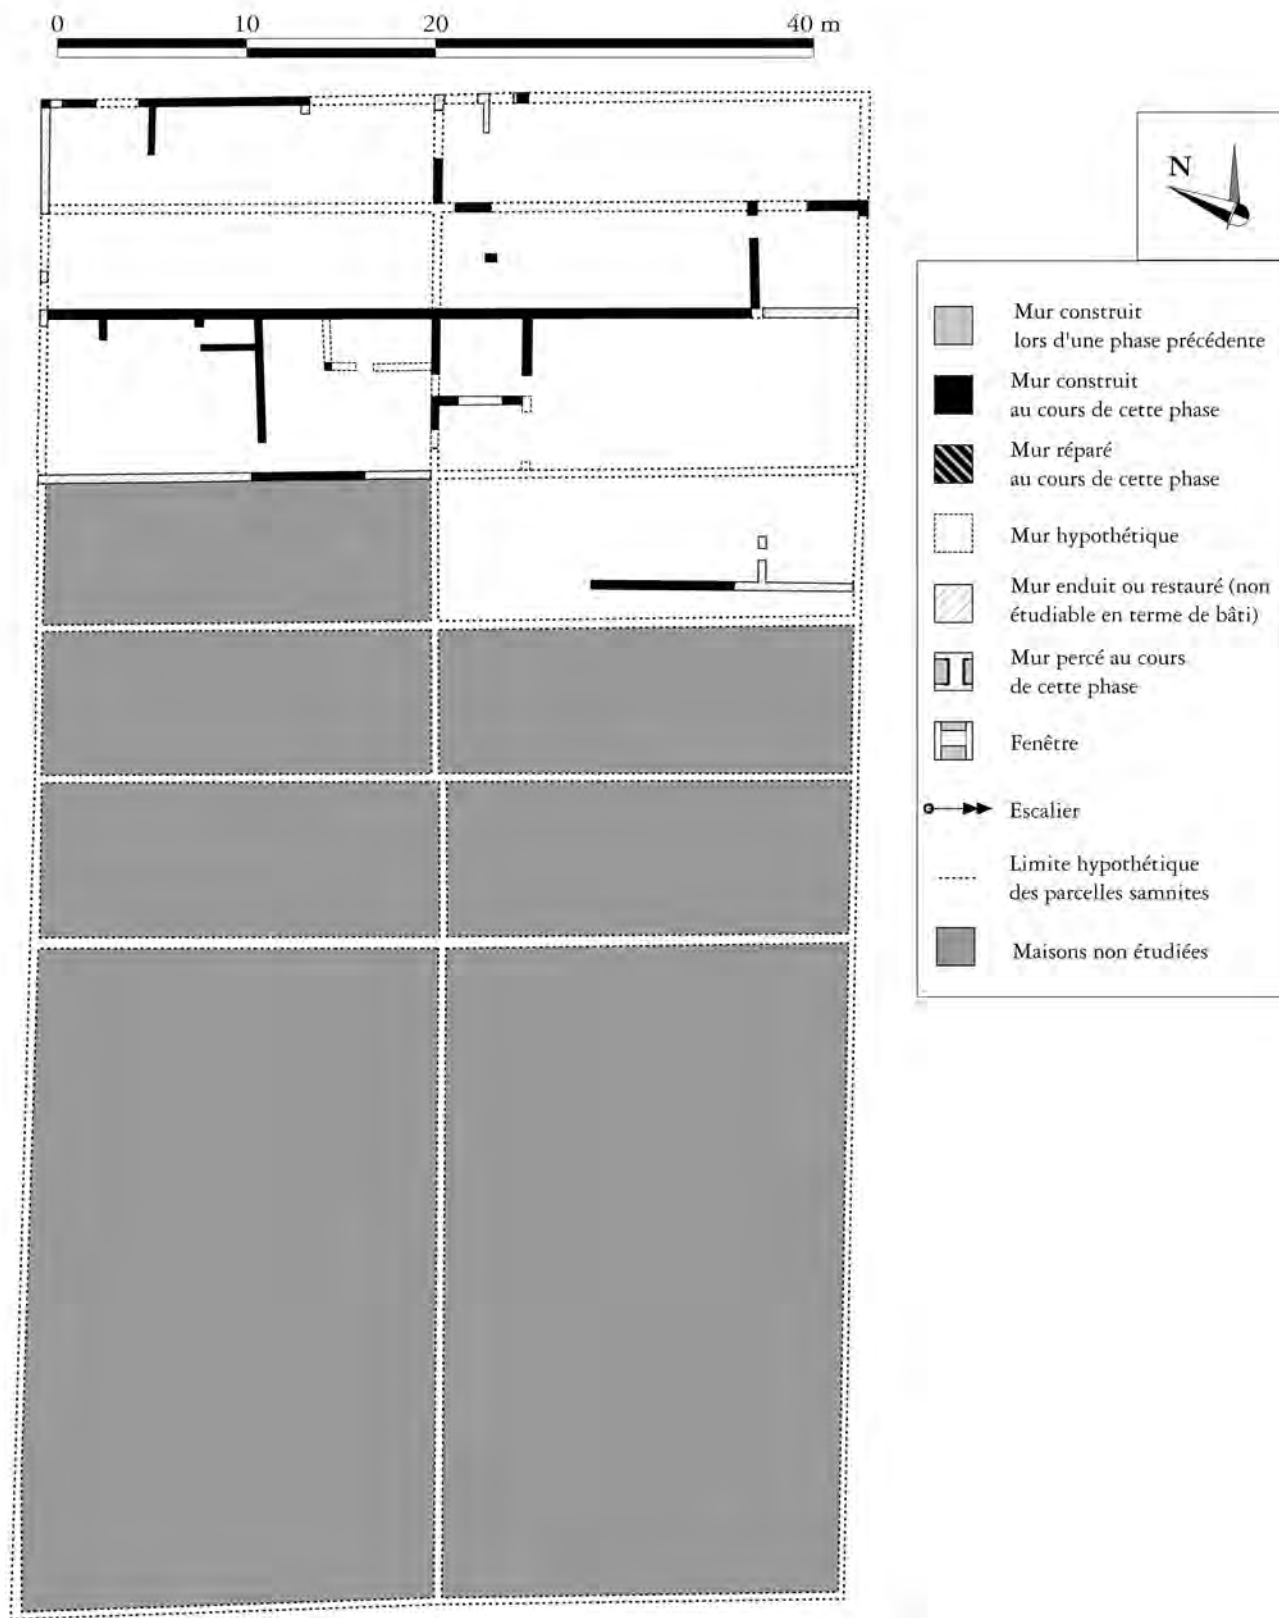 0 10 20 40 m
N
Mur construit
lors d'une phase précédente
Mur construit
au cours de cette phase
Mur réparé
au cours de cette phase
Mur hypothétique
Mur enduit ou restauré (non
étudiable en terme de bâti)
Mur percé au cours
de cette phase
Fenêtre
Escalier
Limite hypothétique
des parcelles samnites
Maisons non étudiées